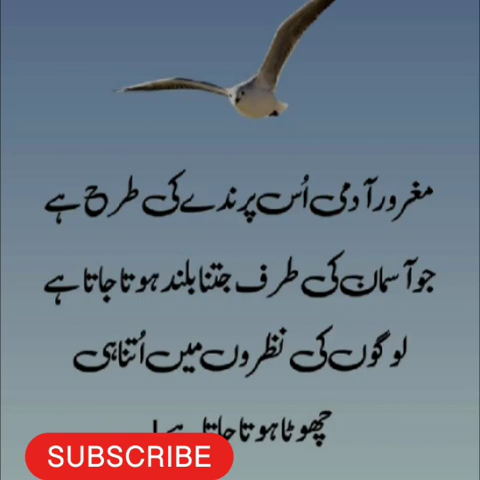 مغرور آدمی اُس پرندے کی طرح ہے
جو آسمان کی طرف جتنا بلند ہوتا جاتا ہے
لوگوں کی نظروں میں اُتنا ہی
چھوٹا ہوتا جاتا ہے!
SUBSCRIBE